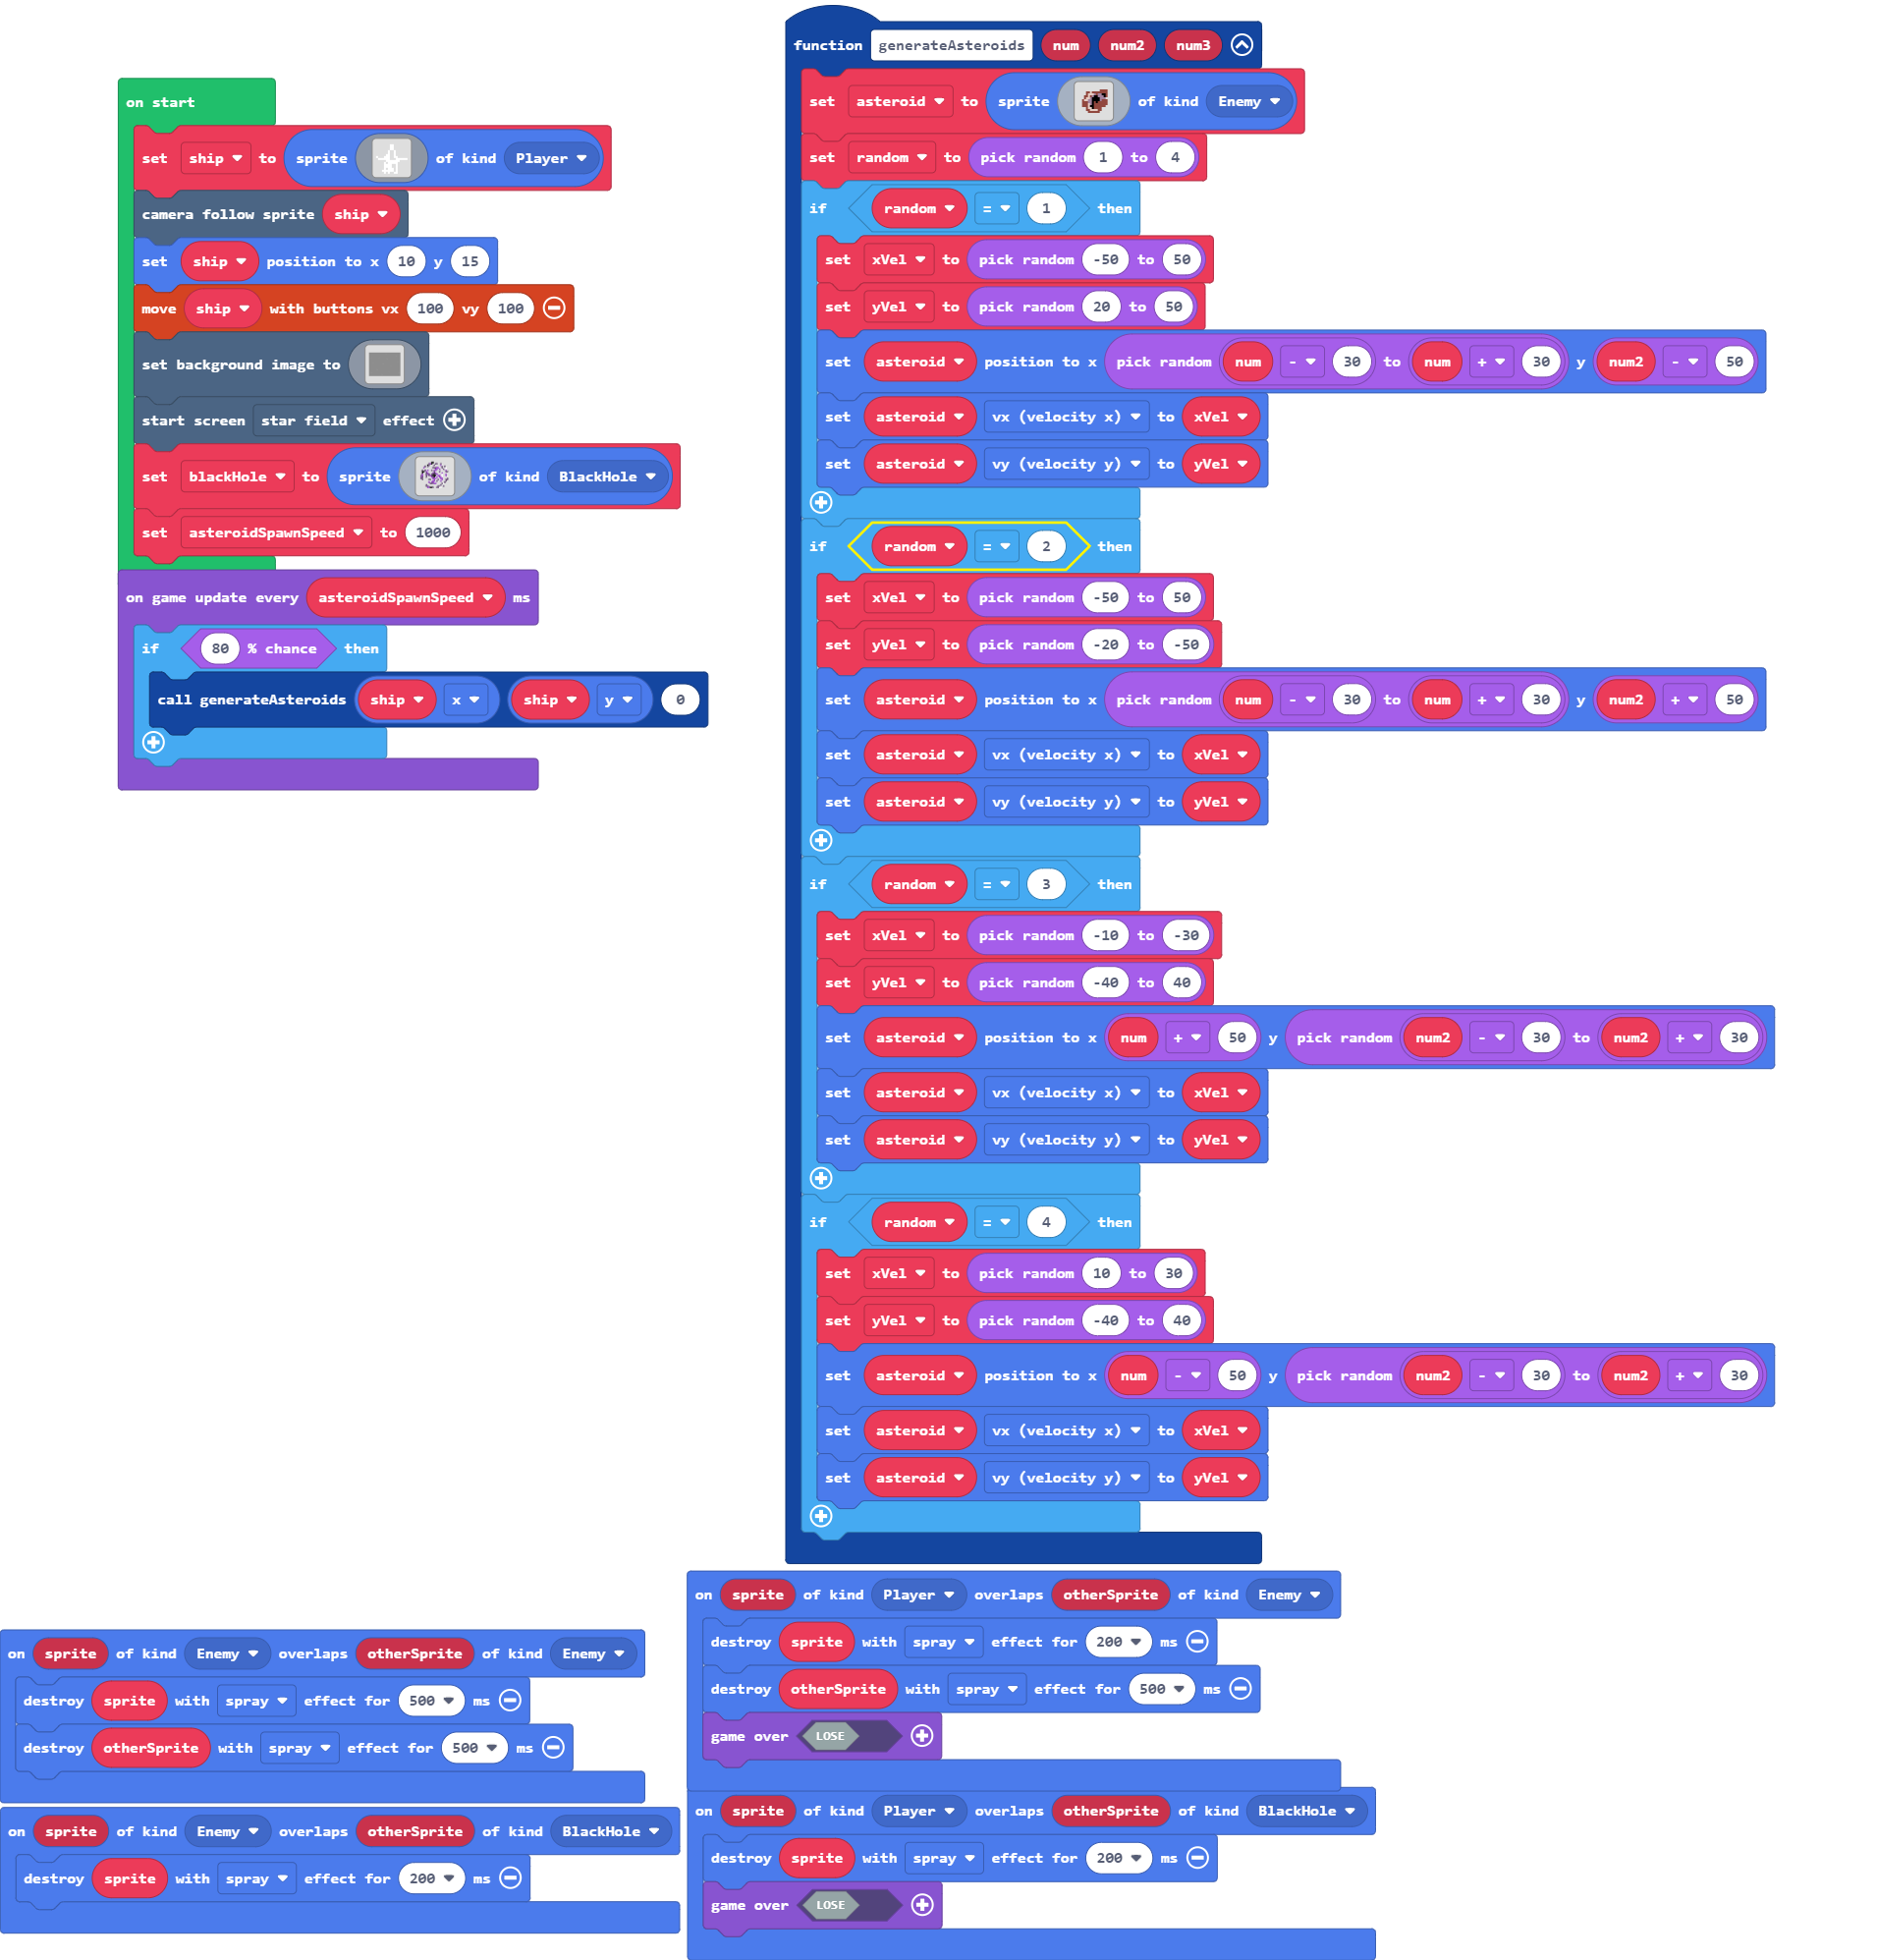 on start
set ship to sprite of kind Player
camera follow sprite ship
set ship position to x 10 y 15
move ship with buttons vx 100 vy 100
set background image to
start screen star field effect
set blackHole to sprite of kind BlackHole
set asteroidSpawnSpeed to 1000
on game update every asteroidSpawnSpeed ms
if 80 % chance then
call generateAsteroids ship x ship y 0
function generateAsteroids num num2 num3
set asteroid to sprite of kind Enemy
set random to pick random 1 to 4
if random = 1 then
set xVel to pick random -50 to 50
set yVel to pick random 20 to 50
set asteroid position to x pick random num - 30 to num + 30 y num2 - 50
set asteroid vx (velocity x) to xVel
set asteroid vy (velocity y) to yVel
if random = 2 then
set xVel to pick random -50 to 50
set yVel to pick random -20 to -50
set asteroid position to x pick random num - 30 to num + 30 y num2 + 50
set asteroid vx (velocity x) to xVel
set asteroid vy (velocity y) to yVel
if random = 3 then
set xVel to pick random -10 to -30
set yVel to pick random -40 to 40
set asteroid position to x num + 50 y pick random num2 - 30 to num2 + 30
set asteroid vx (velocity x) to xVel
set asteroid vy (velocity y) to yVel
if random = 4 then
set xVel to pick random 10 to 30
set yVel to pick random -40 to 40
set asteroid position to x num - 50 y pick random num2 - 30 to num2 + 30
set asteroid vx (velocity x) to xVel
set asteroid vy (velocity y) to yVel
on sprite of kind Enemy overlaps otherSprite of kind Enemy
destroy sprite with spray effect for 500 ms
destroy otherSprite with spray effect for 500 ms
on sprite of kind Enemy overlaps otherSprite of kind BlackHole
destroy sprite with spray effect for 200 ms
on sprite of kind Player overlaps otherSprite of kind Enemy
destroy sprite with spray effect for 200 ms
destroy otherSprite with spray effect for 500 ms
game over LOSE
on sprite of kind Player overlaps otherSprite of kind BlackHole
destroy sprite with spray effect for 200 ms
game over LOSE